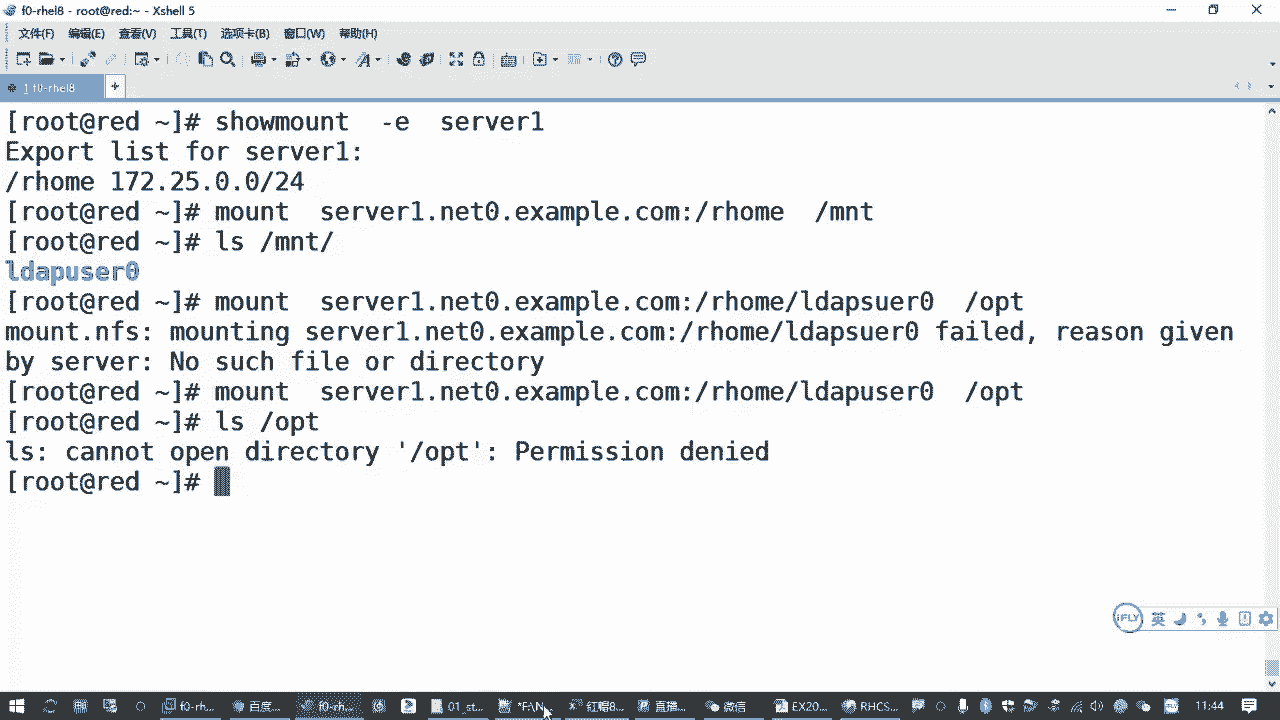 f0-rhel8 - root@red:~ - Xshell 5
文件(F) 编辑(E) 查看(V) 工具(T) 选项卡(B) 窗口(W) 帮助(H)
1 f0-rhel8
[root@red ~]# showmount  -e  server1
Export list for server1:
/rhome 172.25.0.0/24
[root@red ~]# mount  server1.net0.example.com:/rhome  /mnt
[root@red ~]# ls /mnt/
ldapuser0
[root@red ~]# mount  server1.net0.example.com:/rhome/ldapsuer0  /opt
mount.nfs: mounting server1.net0.example.com:/rhome/ldapsuer0 failed, reason given
by server: No such file or directory
[root@red ~]# mount  server1.net0.example.com:/rhome/ldapuser0  /opt
[root@red ~]# ls /opt
ls: cannot open directory '/opt': Permission denied
[root@red ~]#
iFLY 英
f0-rh... 百度... f0-rh... 01_st... *FAN 红帽8... 直播... 微信 EX20... RHCS... 11:44